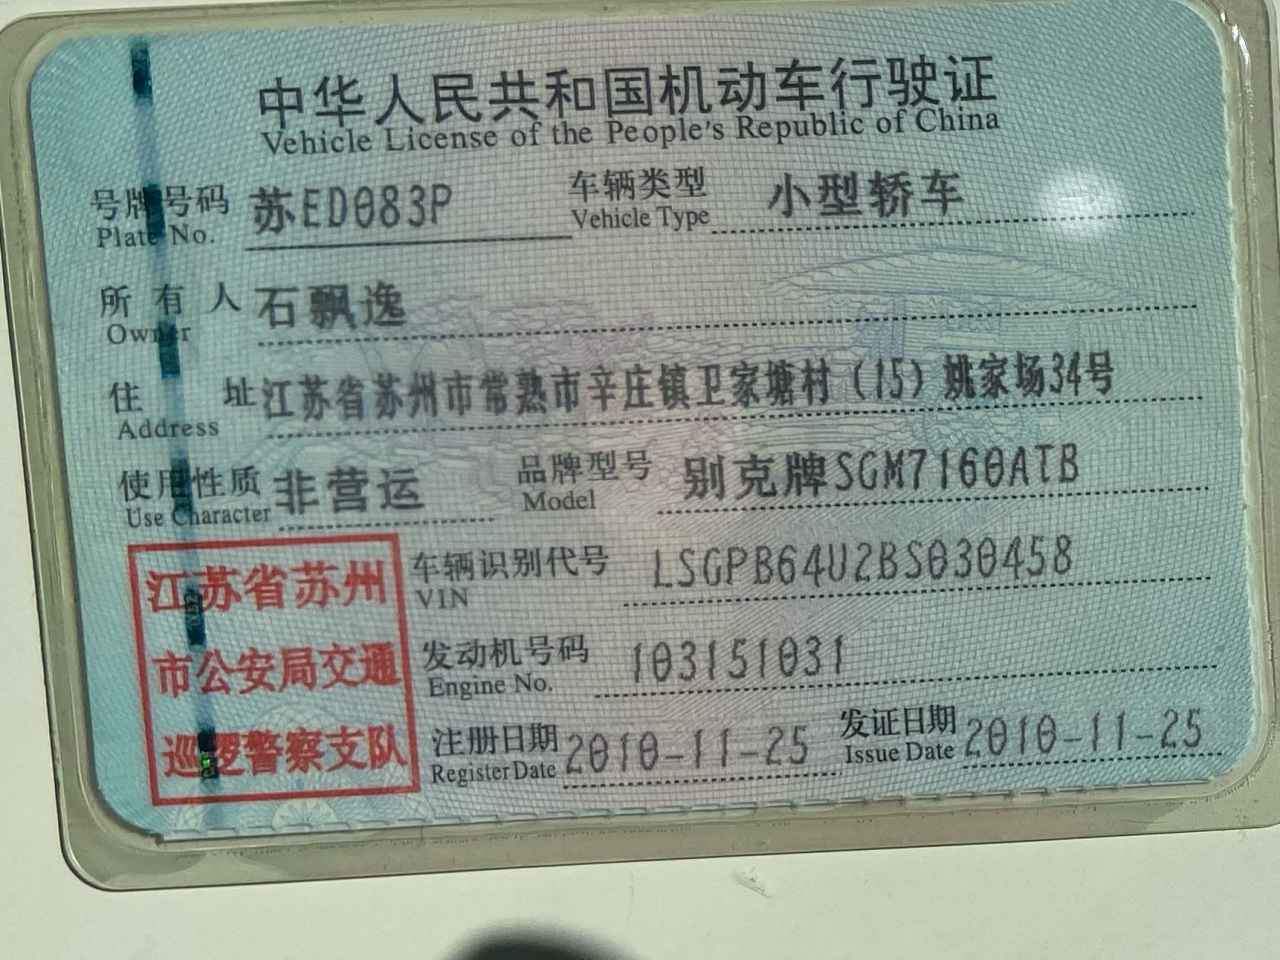 中华人民共和国机动车行驶证
Vehicle License of the People's Republic of China
号牌号码 苏ED083P 车辆类型 小型轿车
Plate No. Vehicle Type
所有人 石飘逸
Owner
住址 江苏省苏州市常熟市辛庄镇卫家塘村（15）姚家场34号
Address
使用性质 非营运 品牌型号 别克牌SGM7160ATB
Use Character Model
江苏省苏州
市公安局交通
巡逻警察支队
车辆识别代号 LSGPB64U2BS030458
VIN
发动机号码 103151031
Engine No.
注册日期 2010-11-25 发证日期 2010-11-25
Register Date Issue Date